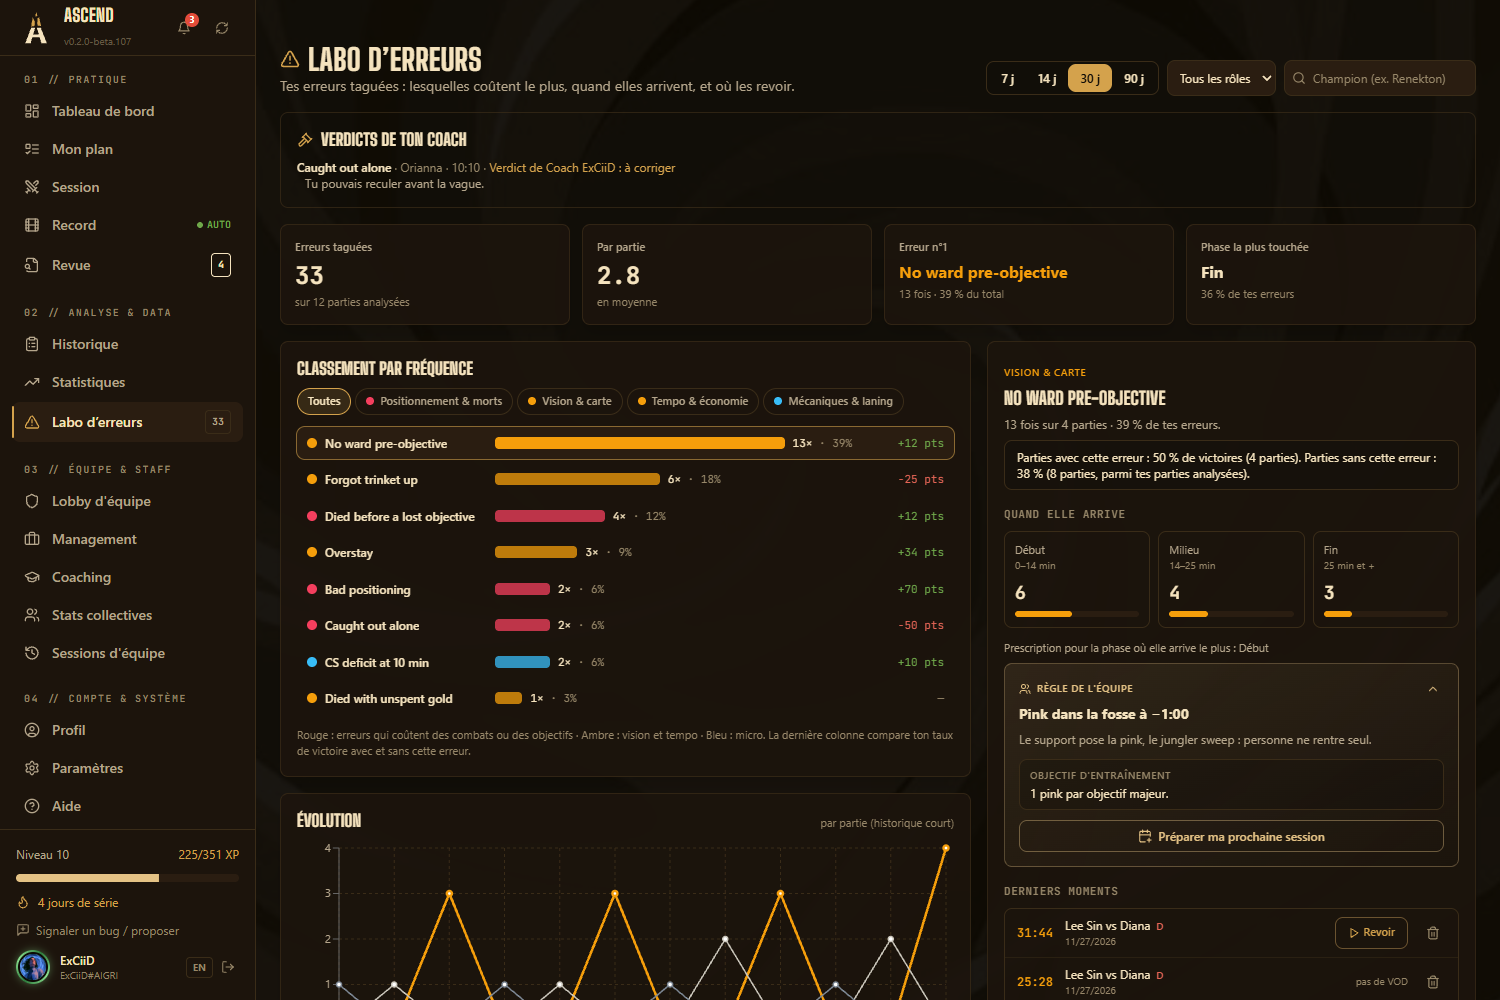 ASCEND
v0.2.0-beta.107
3
01 // PRATIQUE
Tableau de bord
Mon plan
Session
Record
AUTO
Revue
4
02 // ANALYSE & DATA
Historique
Statistiques
Labo d'erreurs
33
03 // ÉQUIPE & STAFF
Lobby d'équipe
Management
Coaching
Stats collectives
Sessions d'équipe
04 // COMPTE & SYSTÈME
Profil
Paramètres
Aide
Niveau 10
225/351 XP
4 jours de série
Signaler un bug / proposer
ExCiiD
ExCiiD#AIGRI
EN
LABO D'ERREURS
Tes erreurs taguées : lesquelles coûtent le plus, quand elles arrivent, et où les revoir.
7 j
14 j
30 j
90 j
Tous les rôles
Champion (ex. Renekton)
VERDICTS DE TON COACH
Caught out alone · Orianna · 10:10 · Verdict de Coach ExCiiD : à corriger
Tu pouvais reculer avant la vague.
Erreurs taguées
33
sur 12 parties analysées
Par partie
2.8
en moyenne
Erreur n°1
No ward pre-objective
13 fois · 39 % du total
Phase la plus touchée
Fin
36 % de tes erreurs
CLASSEMENT PAR FRÉQUENCE
Toutes
Positionnement & morts
Vision & carte
Tempo & économie
Mécaniques & laning
No ward pre-objective
13× · 39%
+12 pts
Forgot trinket up
6× · 18%
-25 pts
Died before a lost objective
4× · 12%
+12 pts
Overstay
3× · 9%
+34 pts
Bad positioning
2× · 6%
+70 pts
Caught out alone
2× · 6%
-50 pts
CS deficit at 10 min
2× · 6%
+10 pts
Died with unspent gold
1× · 3%
—
Rouge : erreurs qui coûtent des combats ou des objectifs · Ambre : vision et tempo · Bleu : micro. La dernière colonne compare ton taux
de victoire avec et sans cette erreur.
ÉVOLUTION
par partie (historique court)
4
3
2
1
VISION & CARTE
NO WARD PRE-OBJECTIVE
13 fois sur 4 parties · 39 % de tes erreurs.
Parties avec cette erreur : 50 % de victoires (4 parties). Parties sans cette erreur :
38 % (8 parties, parmi tes parties analysées).
QUAND ELLE ARRIVE
Début
0–14 min
6
Milieu
14–25 min
4
Fin
25 min et +
3
Prescription pour la phase où elle arrive le plus : Début
RÈGLE DE L'ÉQUIPE
Pink dans la fosse à −1:00
Le support pose la pink, le jungler sweep : personne ne rentre seul.
OBJECTIF D'ENTRAÎNEMENT
1 pink par objectif majeur.
Préparer ma prochaine session
DERNIERS MOMENTS
31:44
Lee Sin vs Diana D
11/27/2026
Revoir
25:28
Lee Sin vs Diana D
11/27/2026
pas de VOD